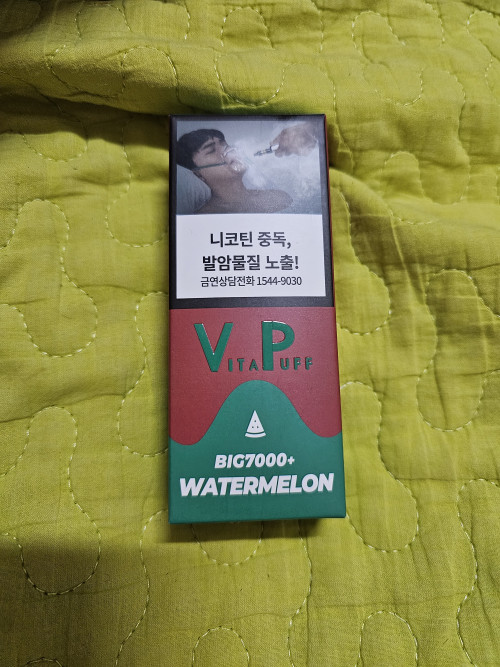 니코틴 중독,
발암물질 노출!
금연상담전화 1544-9030
VITAPUFF
BIG7000+
WATERMELON